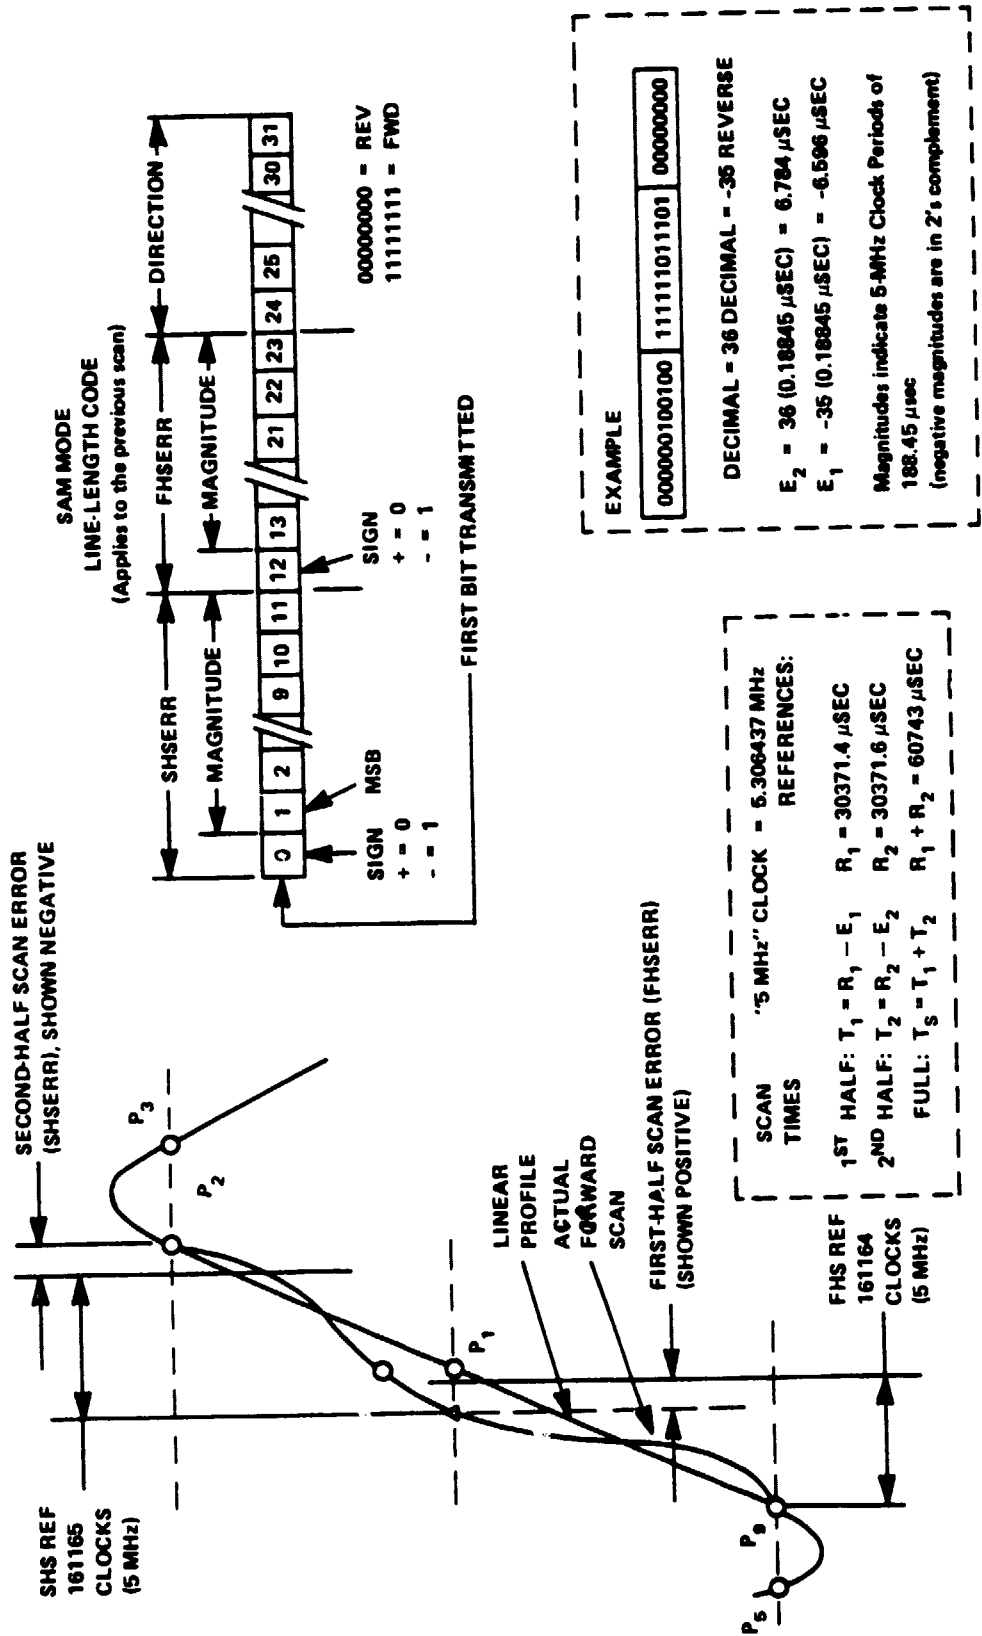 SAM MODE
LINE-LENGTH CODE
(Applies to the previous scan)
SHSERR
FHSERR
DIRECTION
MAGNITUDE
MAGNITUDE
0 1 2 9 10 11 12 13 21 22 23 24 25 30 31
SIGN
+ = 0
- = 1
MSB
SIGN
+ = 0
- = 1
00000000 = REV
11111111 = FWD
FIRST BIT TRANSMITTED
SECOND-HALF SCAN ERROR
(SHSERR), SHOWN NEGATIVE
SHS REF
161165
CLOCKS
(5 MHz)
P3
P2
P1
P9
P5
LINEAR
PROFILE
ACTUAL
FORWARD
SCAN
FIRST-HALF SCAN ERROR (FHSERR)
(SHOWN POSITIVE)
FHS REF
161164
CLOCKS
(5 MHz)
SCAN
TIMES
"5 MHz" CLOCK = 5.306437 MHz
REFERENCES:
1ST HALF: T1 = R1 − E1 R1 = 30371.4 µSEC
2ND HALF: T2 = R2 − E2 R2 = 30371.6 µSEC
FULL: TS = T1 + T2 R1 + R2 = 60743 µSEC
EXAMPLE
000000100100 111111011101 00000000
DECIMAL = 36 DECIMAL = -35 REVERSE
E2 = 36 (0.18845 µSEC) = 6.784 µSEC
E1 = -35 (0.18845 µSEC) = -6.596 µSEC
Magnitudes indicate 5-MHz Clock Periods of
188.45 µsec
(negative magnitudes are in 2's complement)